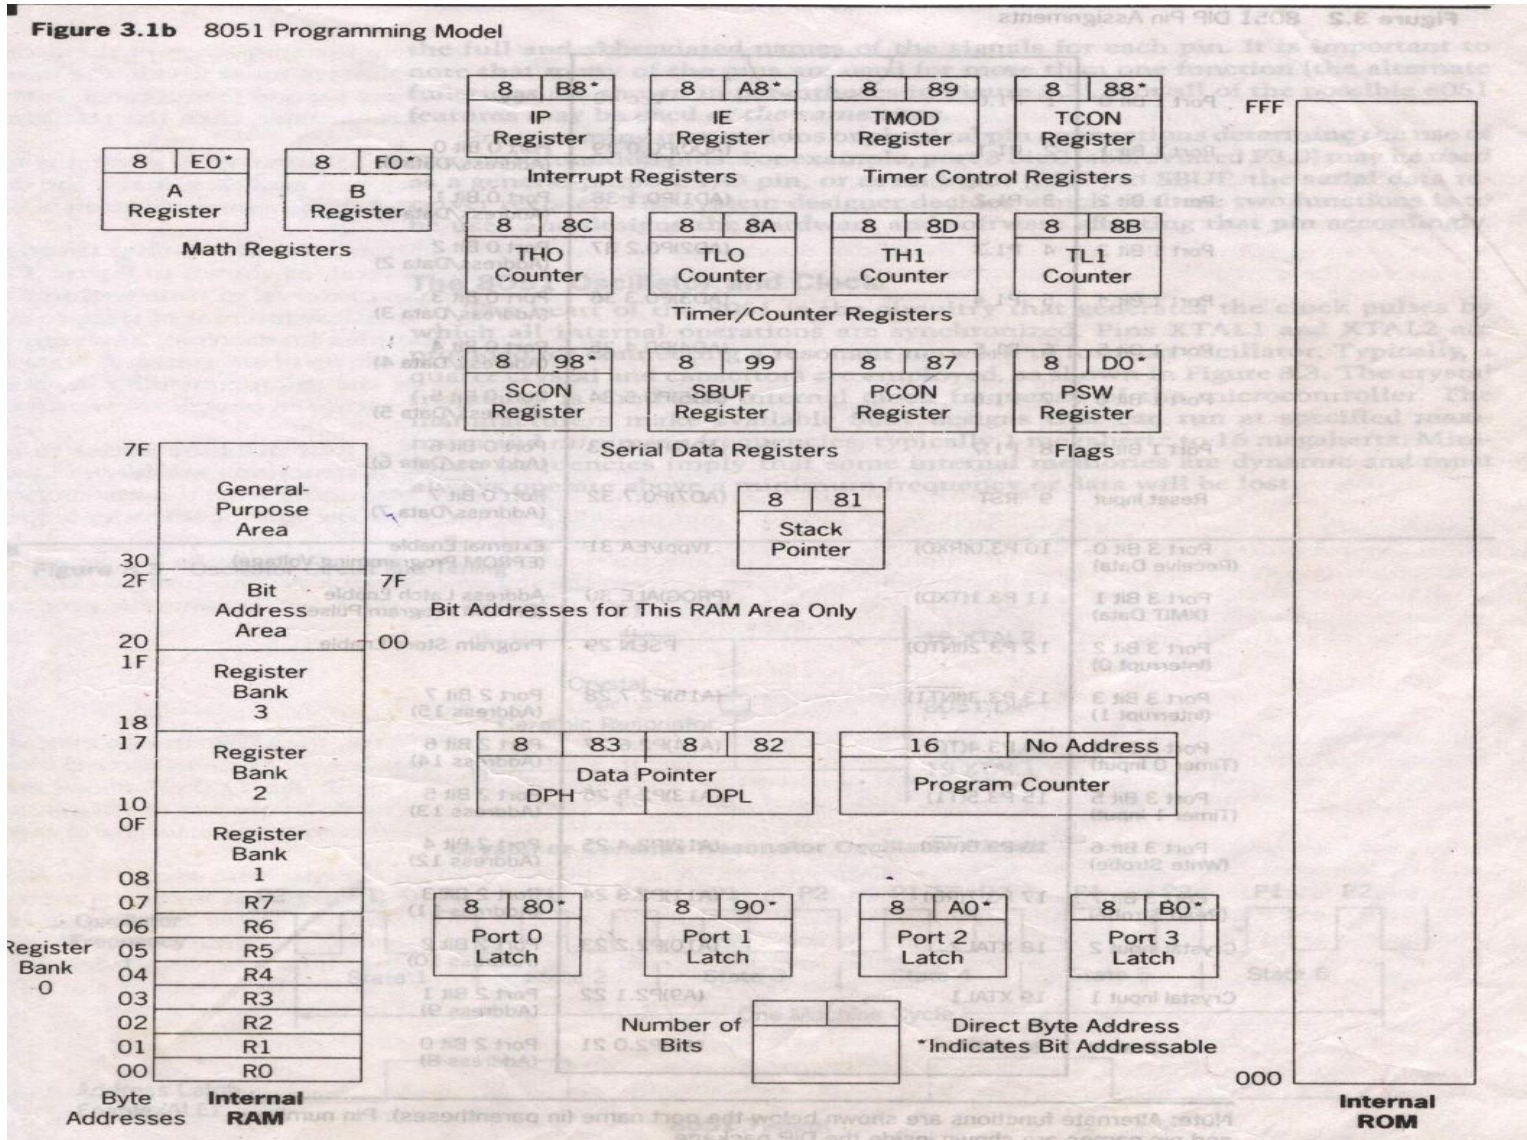 Figure 3.1b 8051 Programming Model
8 B8*
IP
Register
8 A8*
IE
Register
Interrupt Registers
8 89
TMOD
Register
8 88*
TCON
Register
Timer Control Registers
8 E0*
A
Register
8 F0*
B
Register
Math Registers
8 8C
TH0
Counter
8 8A
TL0
Counter
8 8D
TH1
Counter
8 8B
TL1
Counter
Timer/Counter Registers
8 98*
SCON
Register
8 99
SBUF
Register
8 87
PCON
Register
Serial Data Registers
8 D0*
PSW
Register
Flags
8 81
Stack
Pointer
7F
General-
Purpose
Area
30
2F
Bit
Address
Area
20
7F
Bit Addresses for This RAM Area Only
00
1F
Register
Bank
3
18
17
Register
Bank
2
10
0F
Register
Bank
1
08
8 83 8 82
Data Pointer
DPH DPL
16 No Address
Program Counter
07 R7
06 R6
05 R5
04 R4
03 R3
02 R2
01 R1
00 R0
Register
Bank
0
Byte
Addresses
Internal
RAM
8 80*
Port 0
Latch
8 90*
Port 1
Latch
8 A0*
Port 2
Latch
8 B0*
Port 3
Latch
Number of
Bits
Direct Byte Address
*Indicates Bit Addressable
FFF
000
Internal
ROM